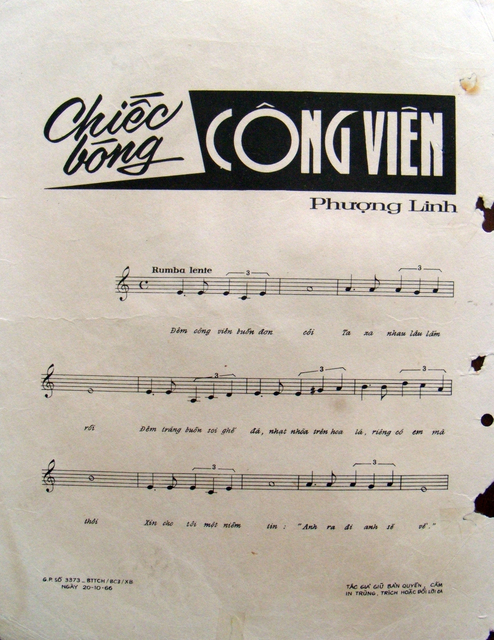 Chiếc
bóng
CÔNG VIÊN
Phượng Linh
Rumba lente
3
3
Đêm công viên buồn đơn côi Ta xa nhau lâu lắm
3
3
3
rồi Đêm trăng buồn soi ghế đá, nhạt nhòa trên hoa lá, riêng có em mà
3
3
thôi Xin cho tôi một niềm tin : "Anh ra đi anh sẽ về."
G.P. SỐ 3373 _ BTTCH / BC3 / XB
NGÀY 20-10-66
TÁC GIẢ GIỮ BẢN QUYỀN, CẤM
IN TRÙNG, TRÍCH HOẶC ĐỔI LỜI CA